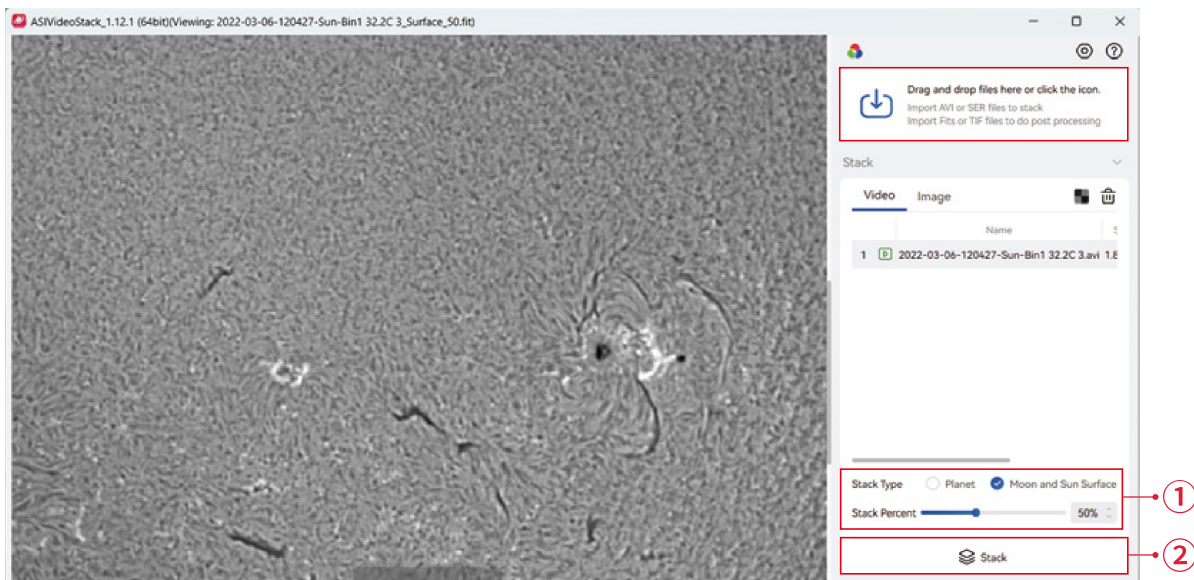 ASIVideoStack_1.12.1 (64bit)(Viewing: 2022-03-06-120427-Sun-Bin1 32.2C 3_Surface_50.fit)
Drag and drop files here or click the icon.
Import AVI or SER files to stack
Import Fits or TIF files to do post processing
Stack
Video Image
Name
1 2022-03-06-120427-Sun-Bin1 32.2C 3.avi 1.8
Stack Type Planet Moon and Sun Surface
1
Stack Percent 50%
Stack
2